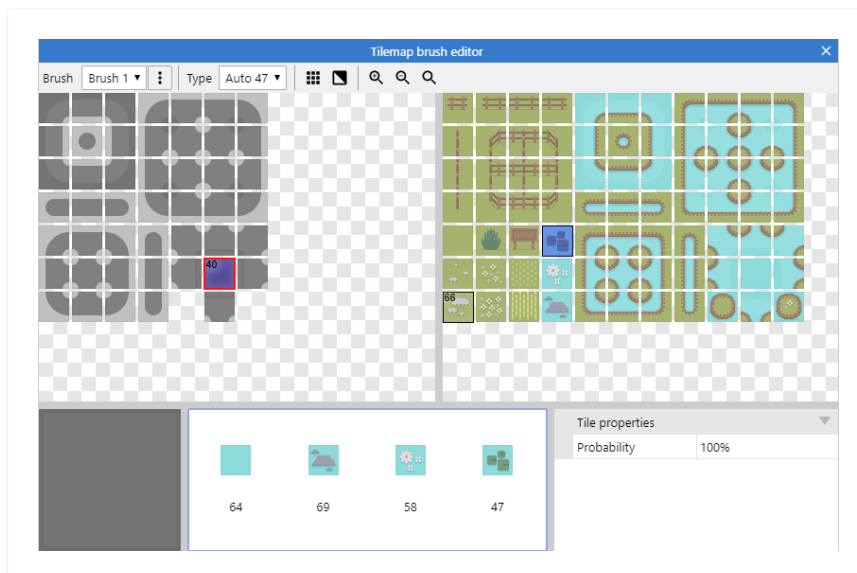 Tilemap brush editor
Brush Brush 1 Type Auto 47
40
66
Tile properties
Probability 100%
64 69 58 47